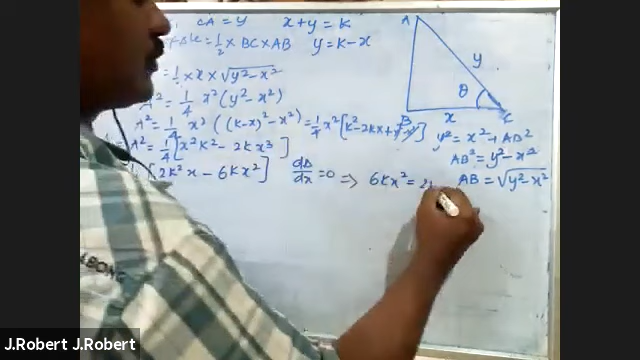 CA = y x+y = k
= 1/2 × BC × AB y = k-x
= 1/2 × x × √(y²-x²)
A² = 1/4 x²(y²-x²)
A² = 1/4 x² ((k-x)²-x²) = 1/4 x² [k²-2kx+x²-x²]
A² = 1/4 [x²k² - 2kx³]
[2k²x - 6kx²] dΔ/dx = 0 ⇒ 6kx² = 2
A
y
θ
B x C
y² = x² + AB²
AB² = y²-x²
AB = √(y²-x²)
BONG
J.Robert J.Robert